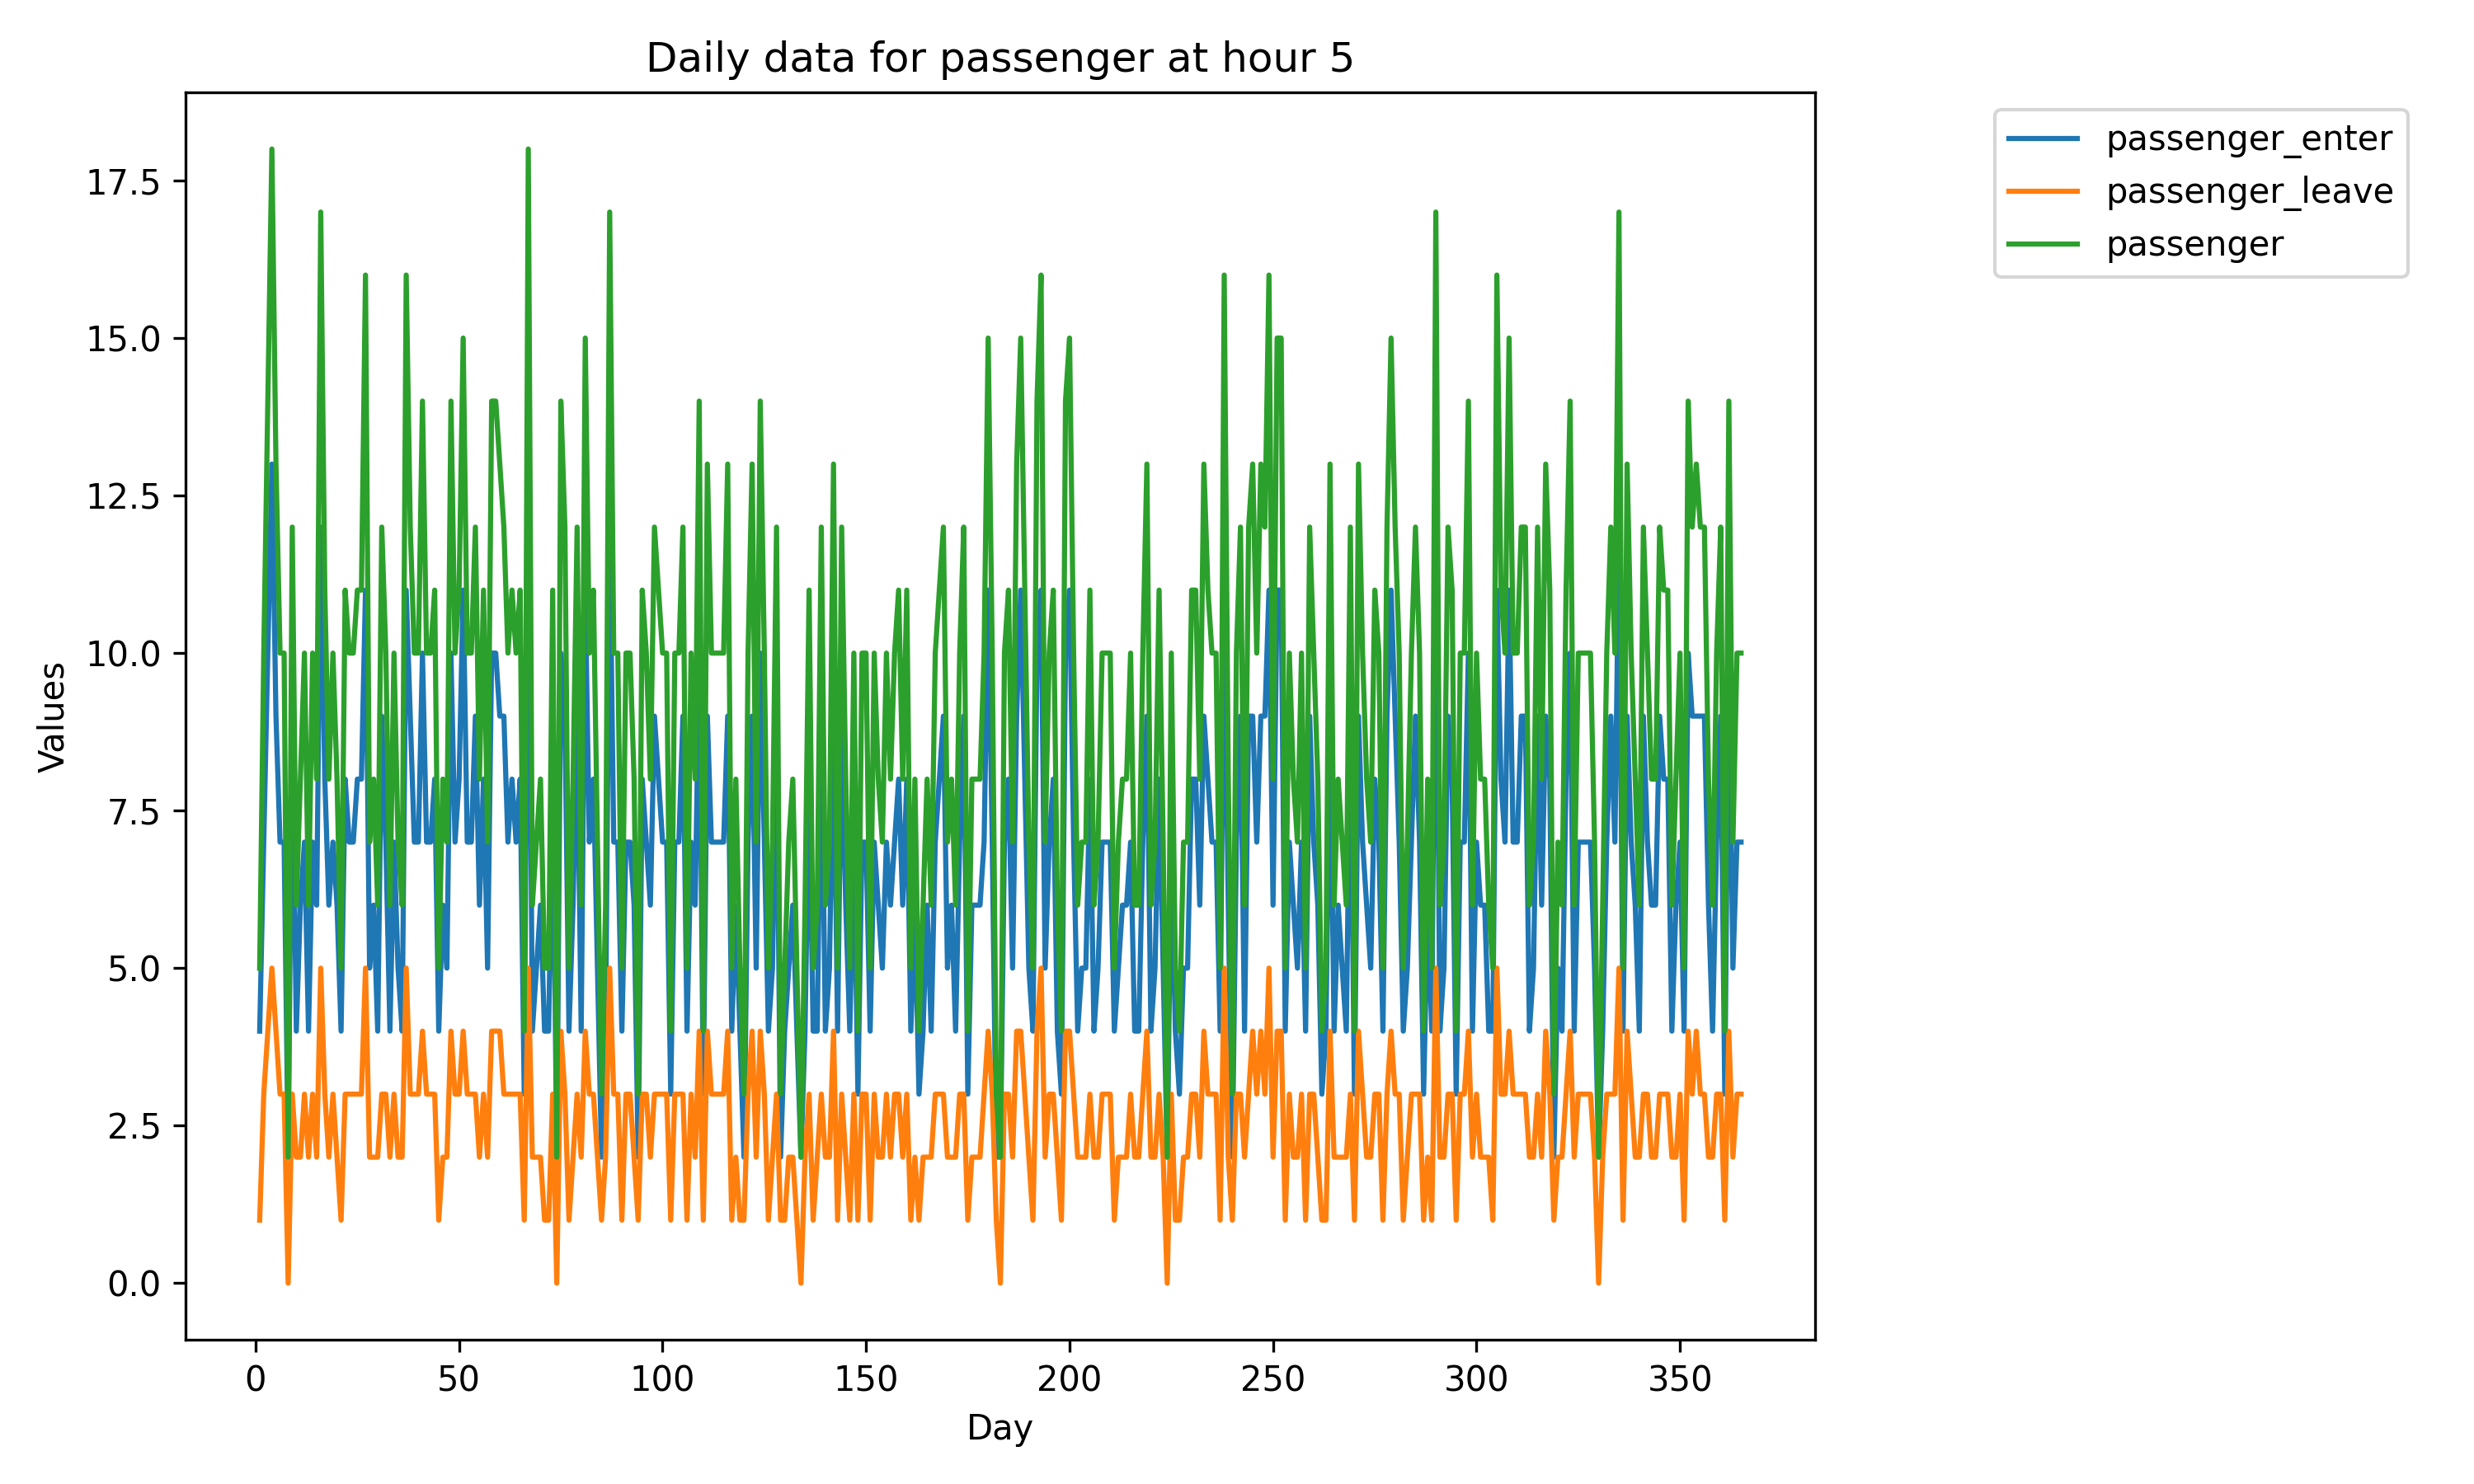 Daily data for passenger at hour 5
passenger_enter
passenger_leave
passenger
17.5
15.0
12.5
10.0
7.5
5.0
2.5
0.0
Values
0 50 100 150 200 250 300 350
Day